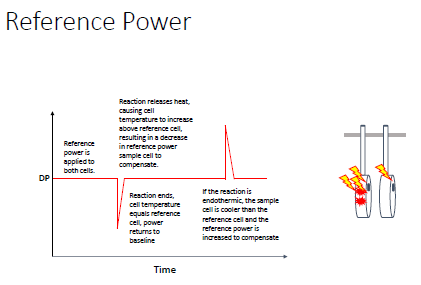 Reference Power
Reaction releases heat,
causing cell
temperature to increase
above reference cell,
resulting in a decrease
in reference power
sample cell to
compensate.
Reference
power is
applied to
both cells.
DP
Reaction ends,
cell temperature
equals reference
cell, power
returns to
baseline
If the reaction is
endothermic, the sample
cell is cooler than the
reference cell and the
reference power is
increased to compensate
Time